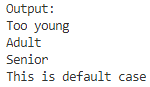 Output:
Too young
Adult
Senior
This is default case